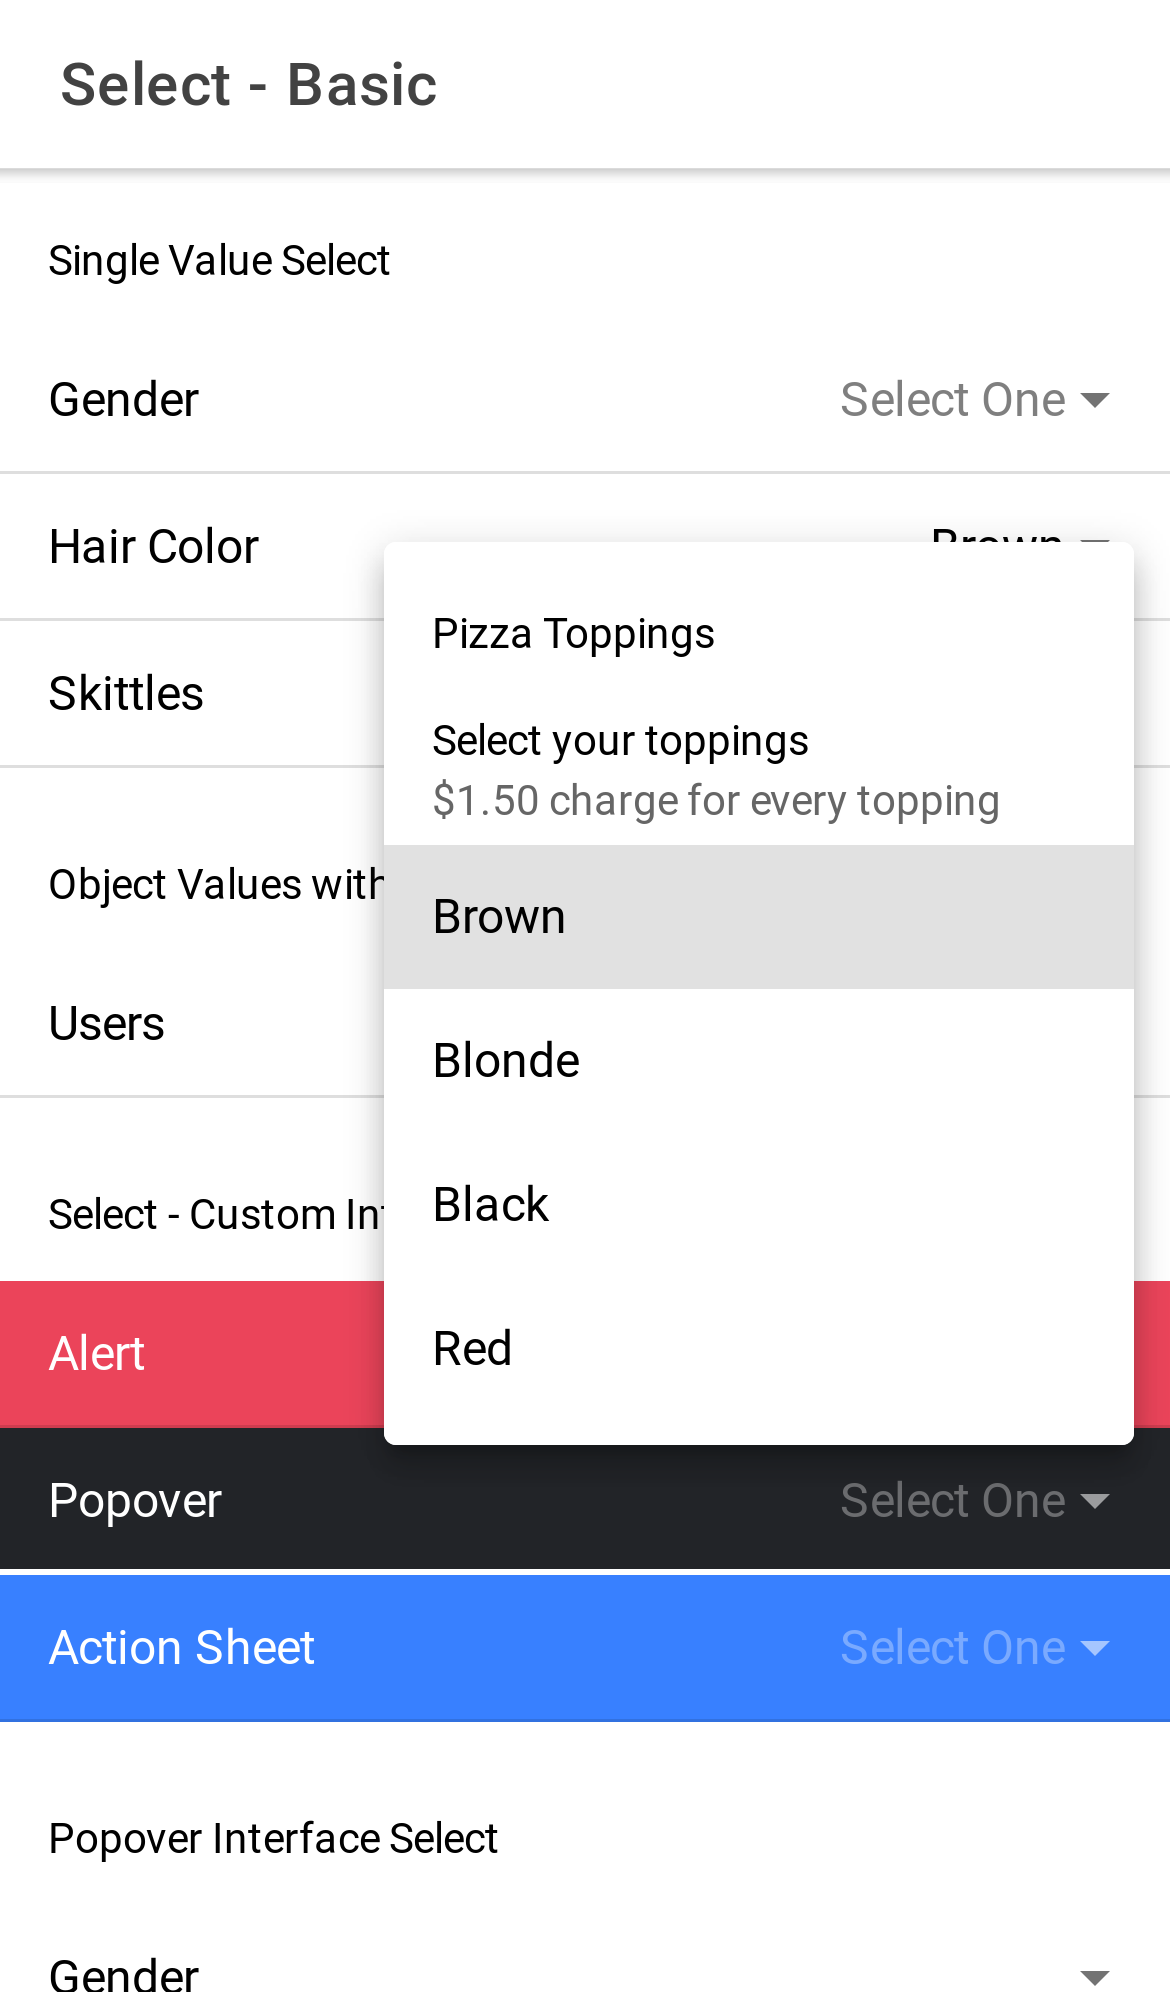 Select - Basic
Single Value Select
Gender Select One
Hair Color Brown
Skittles
Object Values with
Users
Select - Custom
Alert
Pizza Toppings
Select your toppings
$1.50 charge for every topping
Brown
Blonde
Black
Red
Popover Select One
Action Sheet Select One
Popover Interface Select
Gender